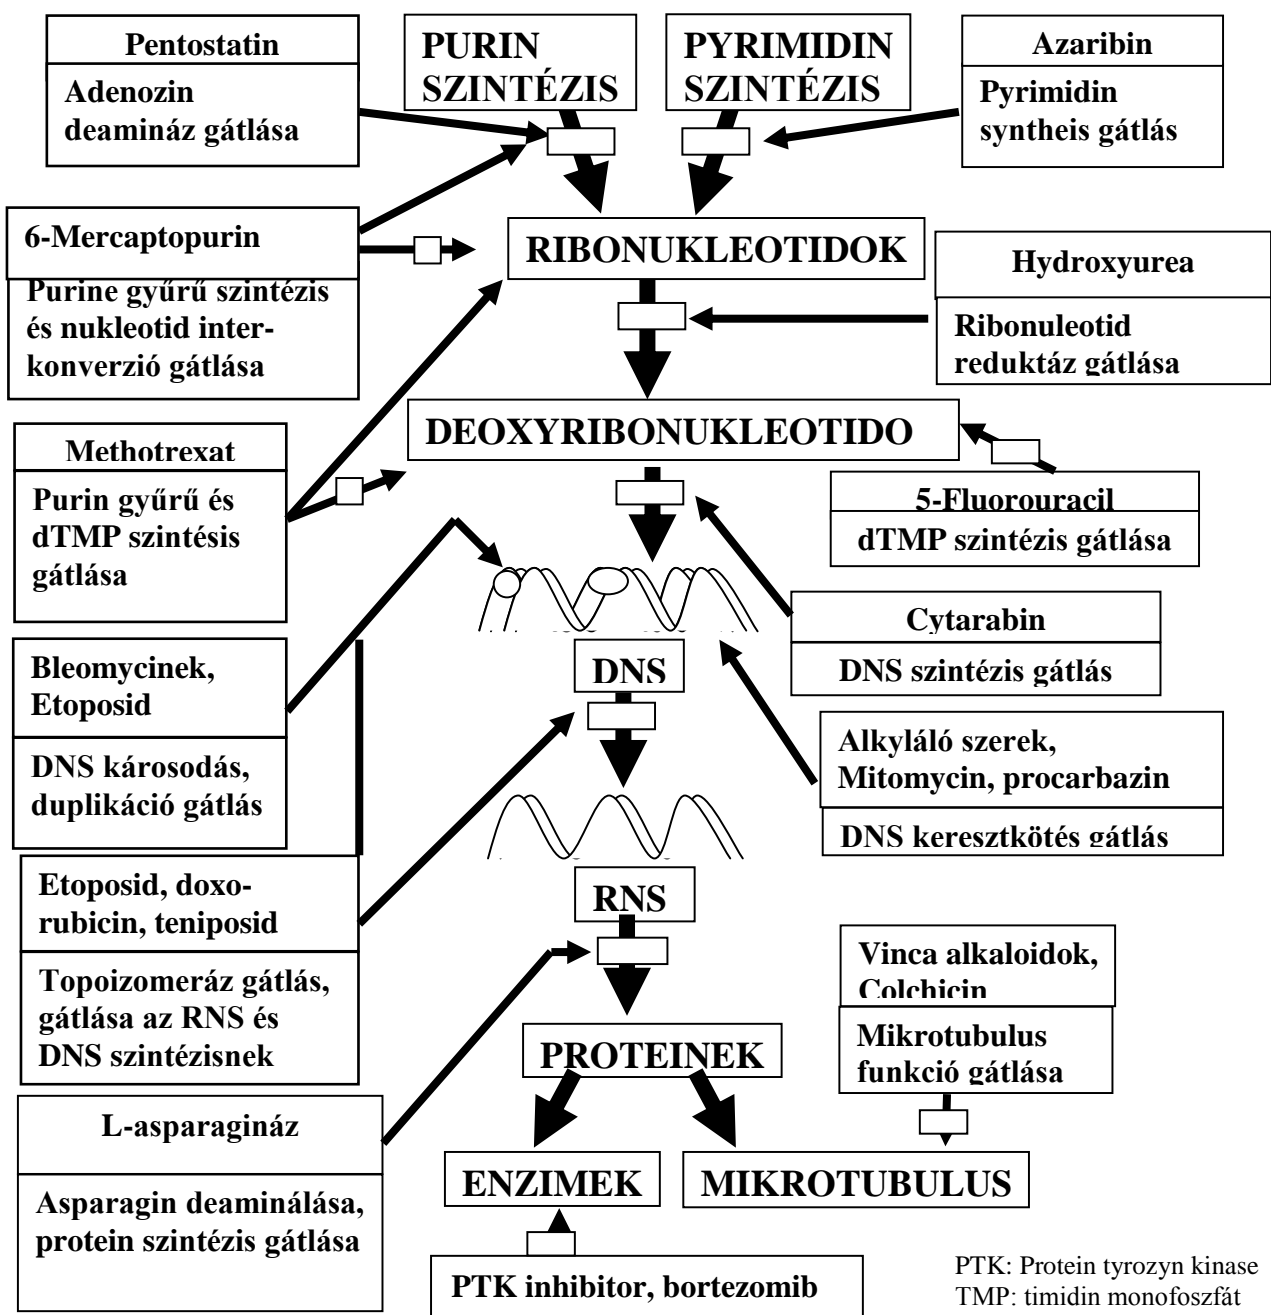 Pentostatin
Adenozin
deamináz gátlása
PURIN
SZINTÉZIS
PYRIMIDIN
SZINTÉZIS
Azaribin
Pyrimidin
syntheis gátlás
6-Mercaptopurin
Purine gyűrű szintézis
és nukleotid inter-
konverzió gátlása
RIBONUKLEOTIDOK
Hydroxyurea
Ribonuleotid
reduktáz gátlása
DEOXYRIBONUKLEOTIDO
Methotrexat
Purin gyűrű és
dTMP szintésis
gátlása
5-Fluorouracil
dTMP szintézis gátlása
Cytarabin
DNS szintézis gátlás
Bleomycinek,
Etoposid
DNS károsodás,
duplikáció gátlás
DNS
Alkyláló szerek,
Mitomycin, procarbazin
DNS keresztkötés gátlás
Etoposid, doxo-
rubicin, teniposid
Topoizomeráz gátlás,
gátlása az RNS és
DNS szintézisnek
RNS
Vinca alkaloidok,
Colchicin
Mikrotubulus
funkció gátlása
PROTEINEK
L-asparagináz
Asparagin deaminálása,
protein szintézis gátlása
ENZIMEK
MIKROTUBULUS
PTK inhibitor, bortezomib
PTK: Protein tyrozyn kinase
TMP: timidin monofoszfát